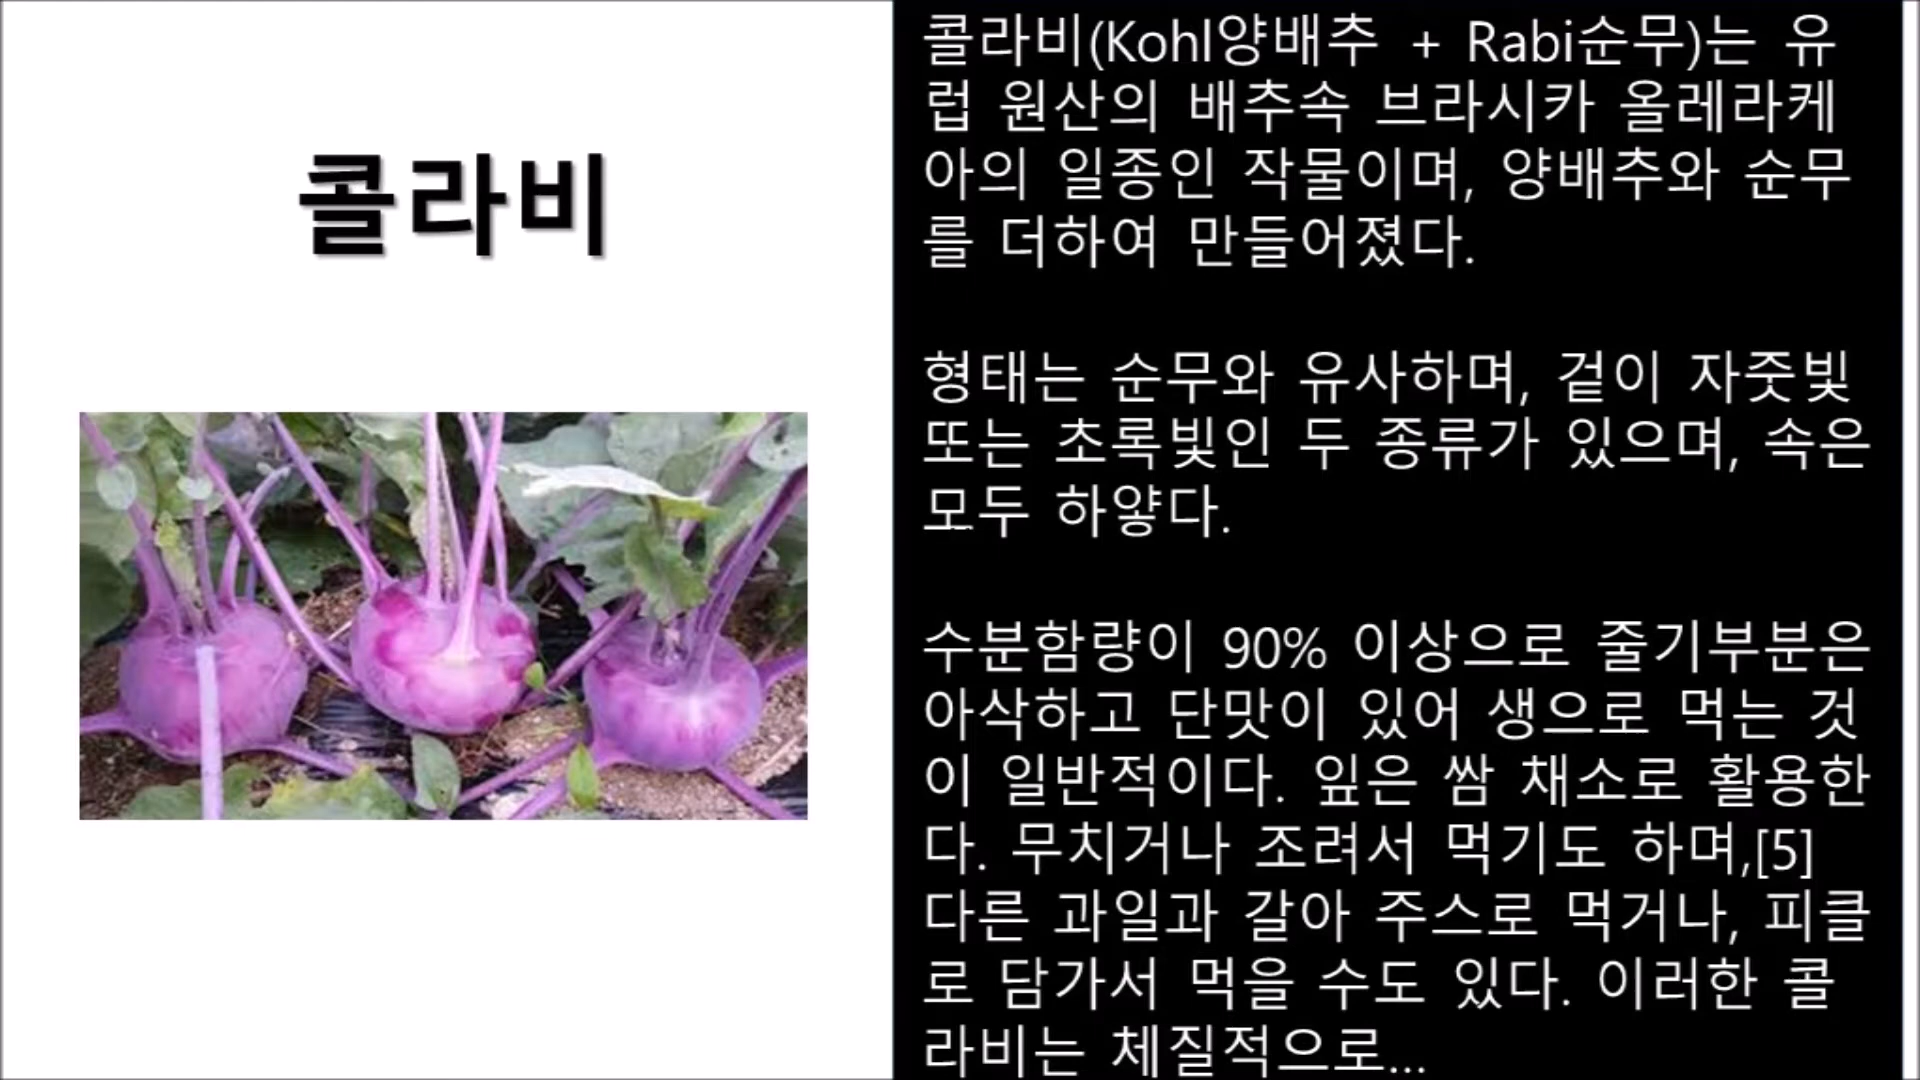 콜라비
콜라비(Kohl양배추 + Rabi순무)는 유
럽 원산의 배추속 브라시카 올레라케
아의 일종인 작물이며, 양배추와 순무
를 더하여 만들어졌다.
형태는 순무와 유사하며, 겉이 자줏빛
또는 초록빛인 두 종류가 있으며, 속은
모두 하얗다.
수분함량이 90% 이상으로 줄기부분은
아삭하고 단맛이 있어 생으로 먹는 것
이 일반적이다. 잎은 쌈 채소로 활용한
다. 무치거나 조려서 먹기도 하며,[5]
다른 과일과 갈아 주스로 먹거나, 피클
로 담가서 먹을 수도 있다. 이러한 콜
라비는 체질적으로...